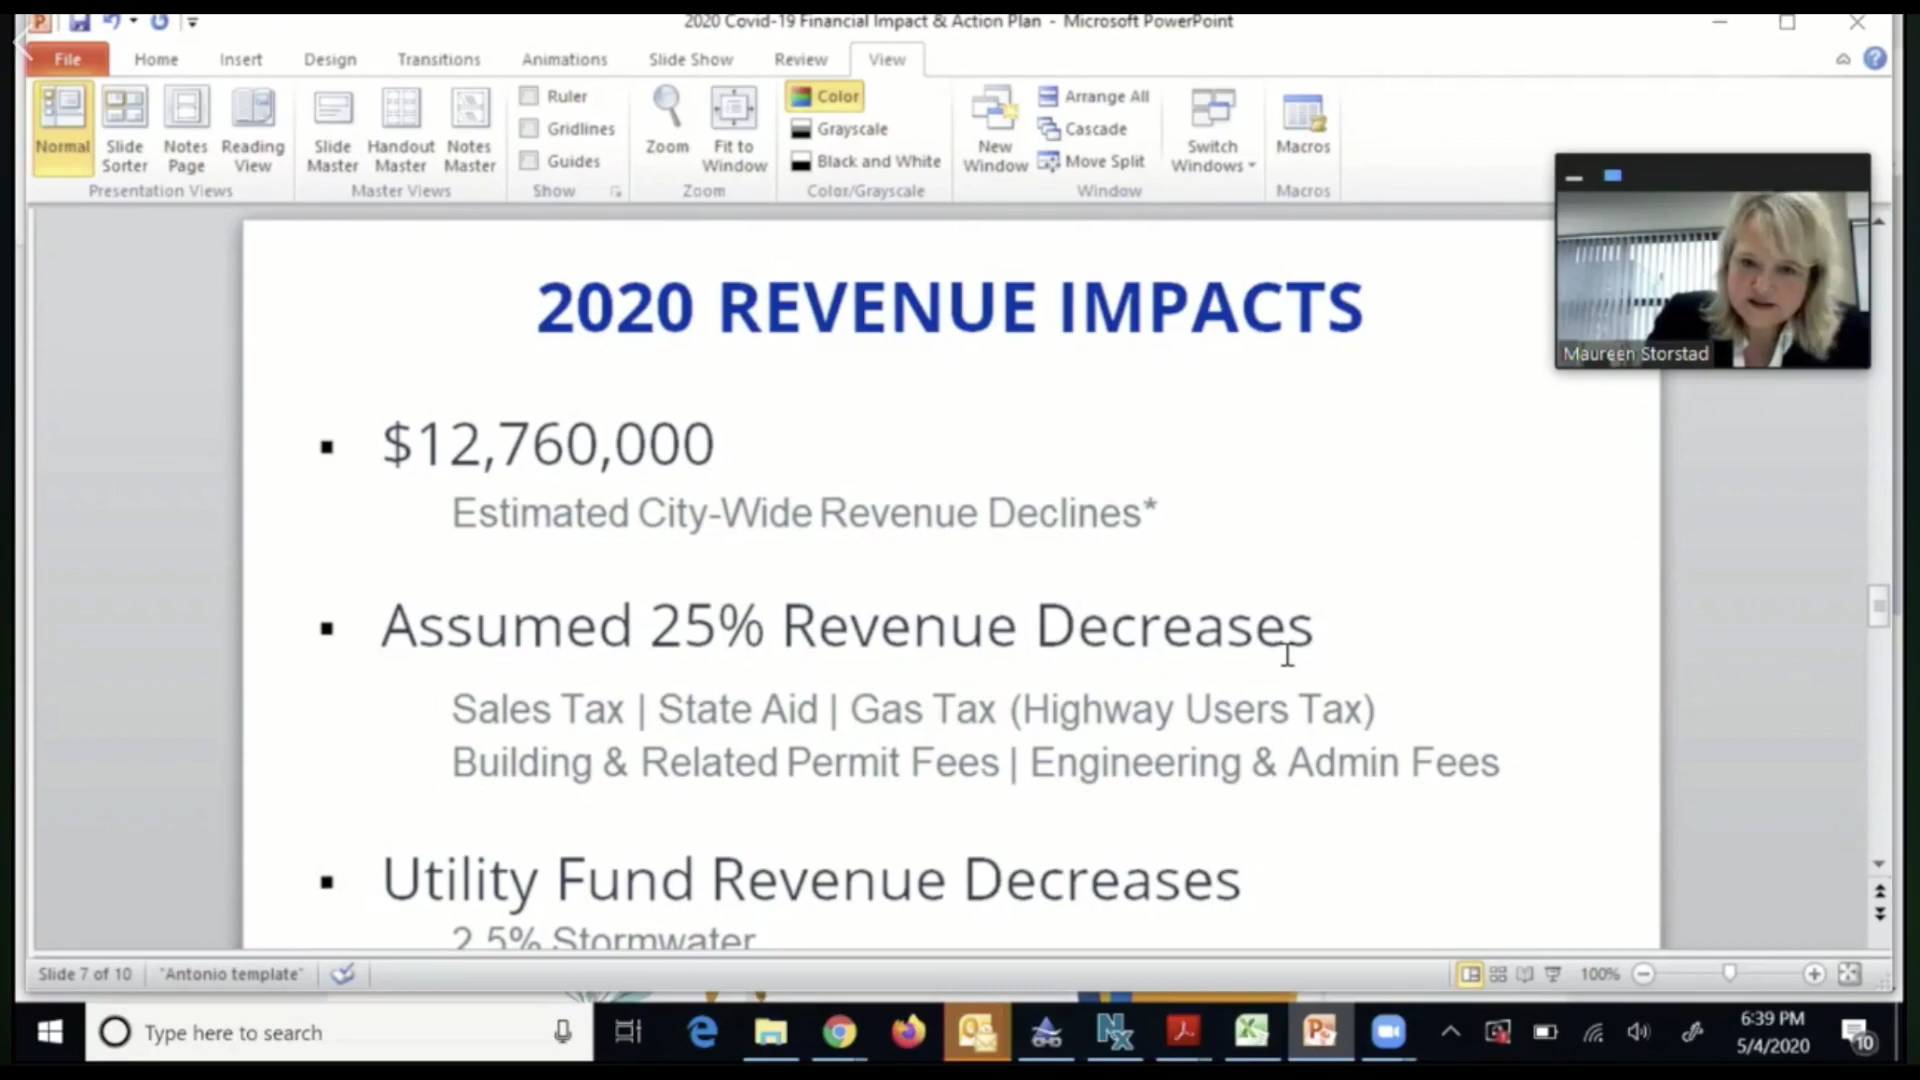 2020 Covid-19 Financial Impact & Action Plan - Microsoft PowerPoint
File Home Insert Design Transitions Animations Slide Show Review View
Normal
Slide Sorter
Notes Page
Reading View
Presentation Views
Slide Master
Handout Master
Notes Master
Master Views
Ruler
Gridlines
Guides
Show
Zoom
Fit to Window
Zoom
Color
Grayscale
Black and White
Color/Grayscale
New Window
Arrange All
Cascade
Move Split
Switch Windows
Window
Macros
Macros
Maureen Storstad
2020 REVENUE IMPACTS
$12,760,000
Estimated City-Wide Revenue Declines*
Assumed 25% Revenue Decreases
Sales Tax | State Aid | Gas Tax (Highway Users Tax)
Building & Related Permit Fees | Engineering & Admin Fees
Utility Fund Revenue Decreases
2.5% Stormwater
Slide 7 of 10 "Antonio template" 100%
Type here to search
6:39 PM
5/4/2020
10